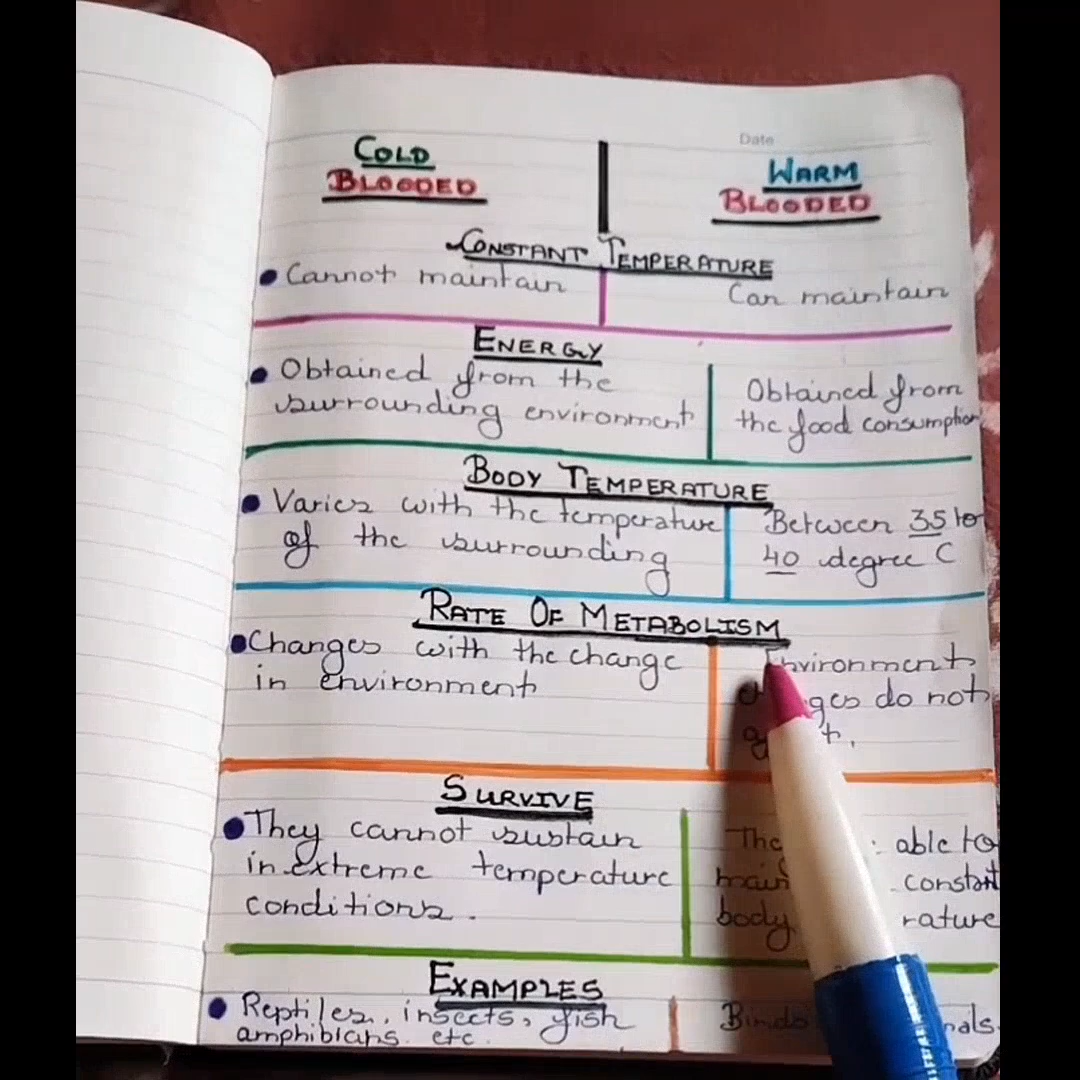 Date
COLD
BLOODED
WARM
BLOODED
CONSTANT TEMPERATURE
Cannot maintain
Can maintain
ENERGY
Obtained from the
surrounding environment
Obtained from
the food consumption
BODY TEMPERATURE
Varies with the temperature
of the surrounding
Between 35 to
40 degree C
RATE OF METABOLISM
Changes with the change
in environment
Environment
do not
SURVIVE
They cannot sustain
in extreme temperature
conditions.
able to
constant
body
EXAMPLES
Reptiles, insects, fish
amphibians. etc.